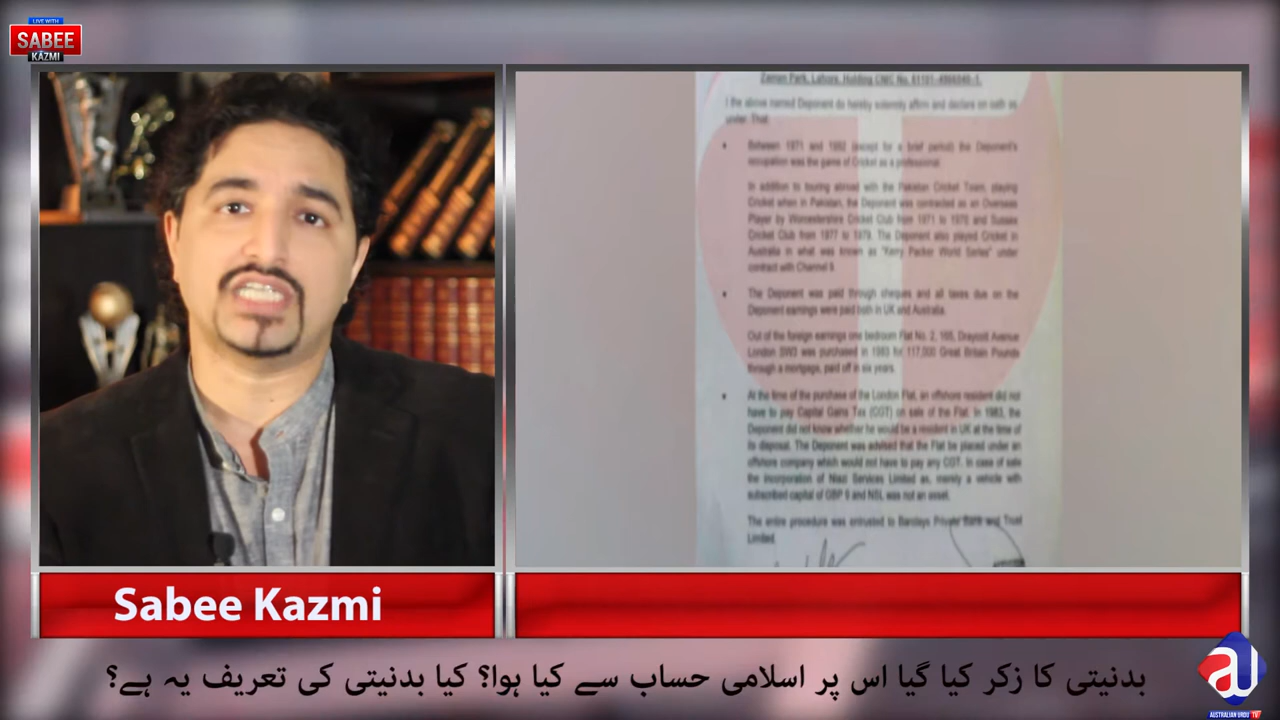 LIVE WITH
SABEE
KAZMI
Zaman Park, Lahore, Holding CNIC No.
I the above named Deponent do hereby solemnly affirm and declare on oath as
under. That
Between 1971 and 1992 (except for a brief period) the Deponent's
occupation was the game of Cricket as a professional.
In addition to touring abroad with the Pakistan Cricket Team, playing
Cricket when in Pakistan, the Deponent was contracted as an Overseas
Player by Worcestershire Cricket Club from 1971 to 1976 and Sussex
Cricket Club from 1977 to 1979. The Deponent also played Cricket in
Australia in what was known as "Kerry Packer World Series" under
contract with Channel 9.
The Deponent was paid through cheques and all taxes due on the
Deponent earnings were paid both in UK and Australia.
Out of the foreign earnings one bedroom Flat No. 2, 165, Draycott Avenue
London SW3 was purchased in 1983 for 117,000 Great Britain Pounds
through a mortgage, paid off in six years.
At the time of the purchase of the London Flat, an offshore resident did not
have to pay Capital Gains Tax (CGT) on sale of the Flat. In 1983, the
Deponent did not know whether he would be a resident in UK at the time of
its disposal. The Deponent was advised that the Flat be placed under an
offshore company which would not have to pay any CGT. In case of sale
the incorporation of Niazi Services Limited as, merely a vehicle with
subscribed capital of GBP 9 and NSL was not an asset.
The entire procedure was entrusted to Barclays Private Bank and Trust
Limited.
Sabee Kazmi
بدنیتی کا زکر کیا گیا اس پر اسلامی حساب سے کیا ہوا؟ کیا بدنیتی کی تعریف یہ ہے؟
AUSTRALIAN URDU TV